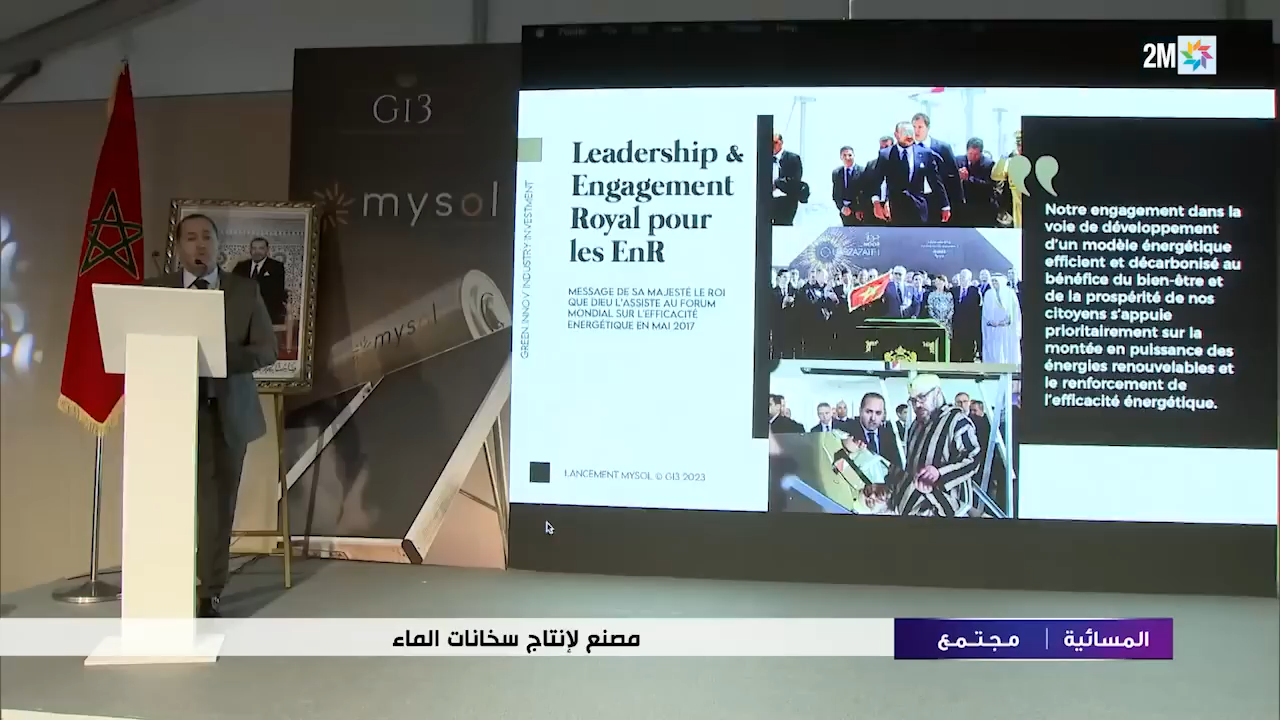 2M
GI3
mysol
mysol
GREEN INNOV INDUSTRY INVESTMENT
Leadership &
Engagement
Royal pour
les EnR
MESSAGE DE SA MAJESTÉ LE ROI
QUE DIEU L'ASSISTE AU FORUM
MONDIAL SUR L'EFFICACITÉ
ENERGÉTIQUE EN MAI 2017
LANCEMENT MYSOL © GI3 2023
Notre engagement dans la
voie de développement
d'un modèle énergétique
efficient et décarbonisé au
bénéfice du bien-être et
de la prospérité de nos
citoyens s'appuie
prioritairement sur la
montée en puissance des
énergies renouvelables et
le renforcement de
l'efficacité énergétique.
المسائية | مجتمع
مصنع لإنتاج سخانات الماء